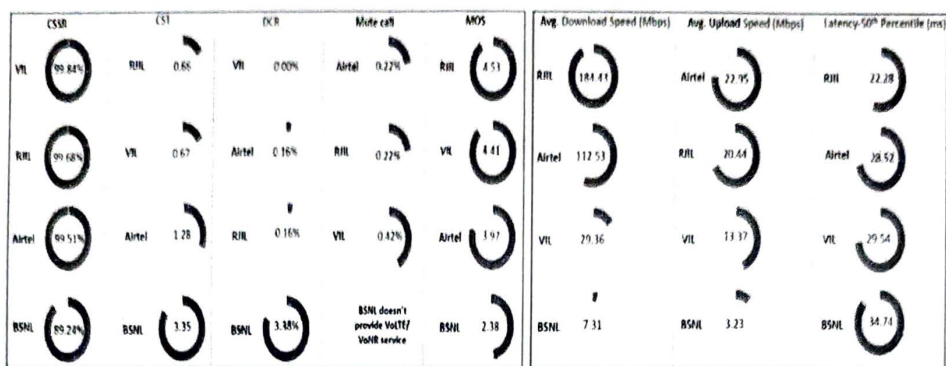 CSSR CST DCR Mute call MOS Avg. Download Speed (Mbps) Avg. Upload Speed (Mbps) Latency-50th Percentile (ms)
VIL 99.84% RJIL 0.66 VIL 0.00% Airtel 0.22% RJIL 4.53 RJIL 184.43 Airtel 22.95 RJIL 22.28
RJIL 99.68% VIL 0.67 Airtel 0.16% RJIL 0.22% VIL 4.41 Airtel 112.53 RJIL 20.44 Airtel 28.52
Airtel 99.51% Airtel 1.28 RJIL 0.16% VIL 0.42% Airtel 3.97 VIL 29.36 VIL 13.37 VIL 29.54
BSNL 89.24% BSNL 3.35 BSNL 3.38% BSNL doesn't
provide VoLTE/
VoNR service
BSNL 2.38 BSNL 7.31 BSNL 3.23 BSNL 34.74